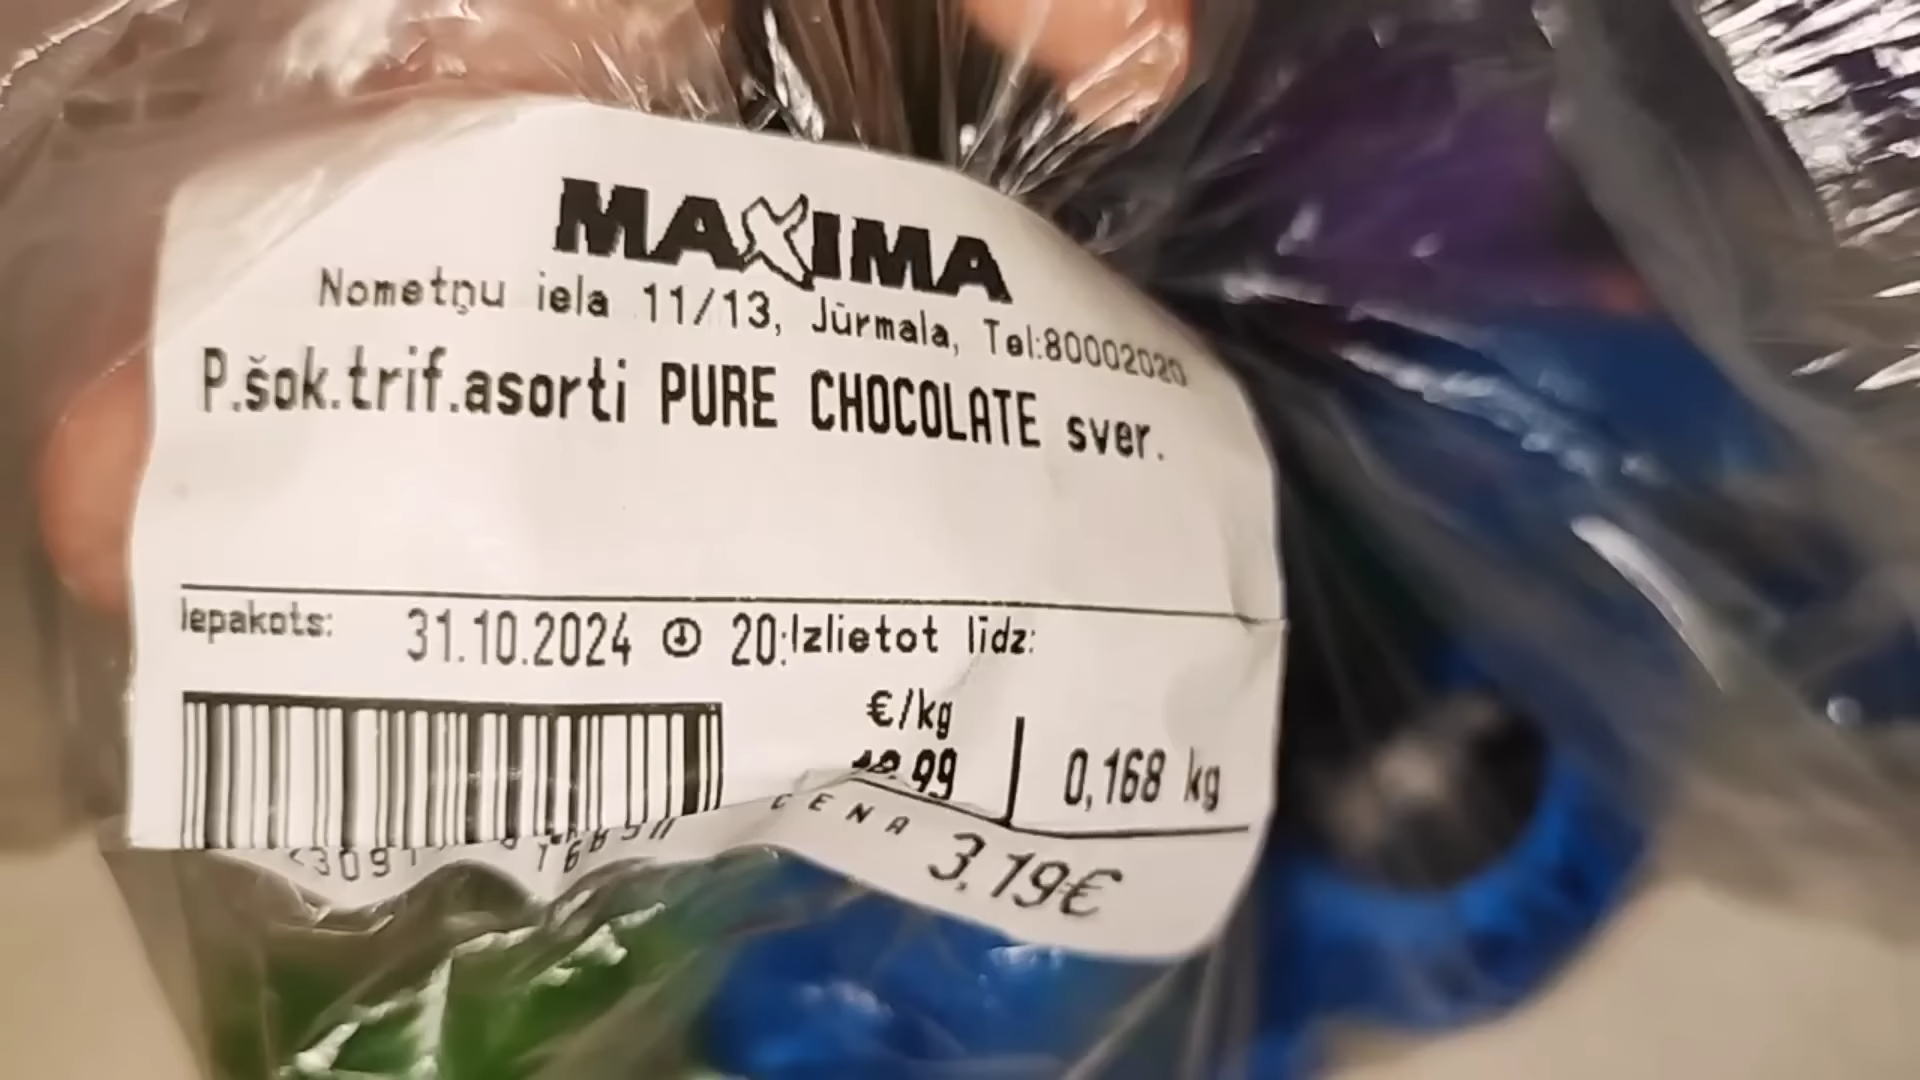 MAXIMA
Nometņu iela 11/13, Jūrmala, Tel:80002020
P.šok.trif.asorti PURE CHOCOLATE sver.
Iepakots: 31.10.2024 20: Izlietot līdz:
€/kg
99 0,168 kg
CENA
3,19€